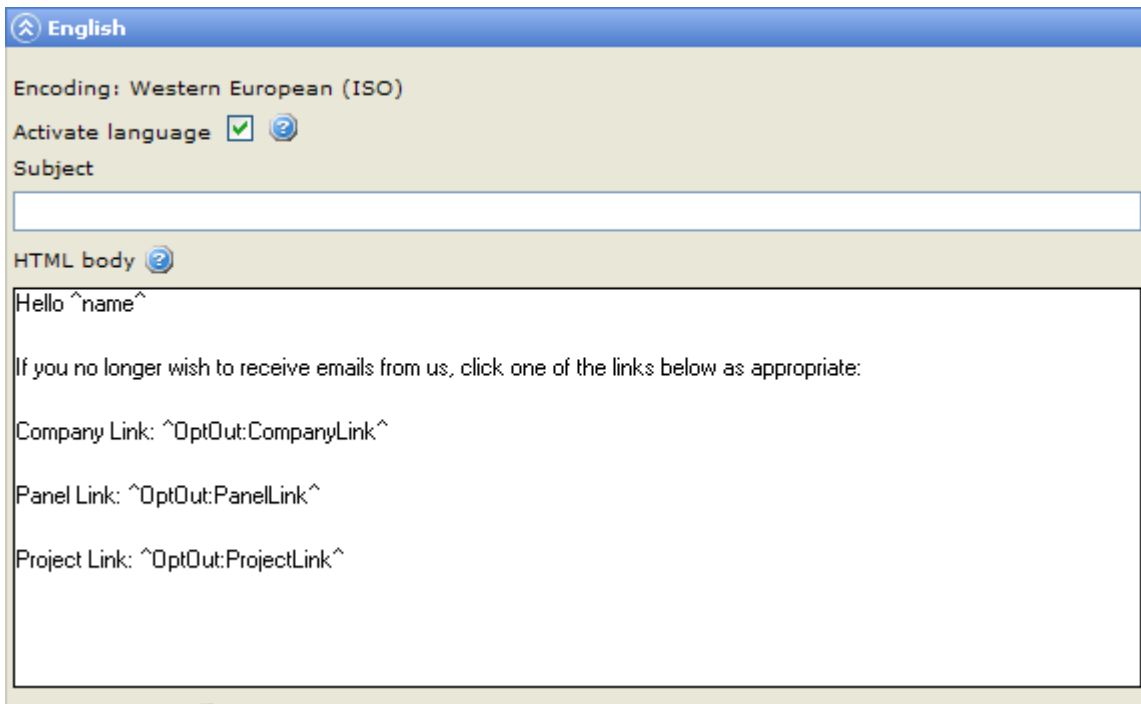 English
Encoding: Western European (ISO)
Activate language
Subject
HTML body
Hello ^name^
If you no longer wish to receive emails from us, click one of the links below as appropriate:
Company Link: ^OptOut:CompanyLink^
Panel Link: ^OptOut:PanelLink^
Project Link: ^OptOut:ProjectLink^